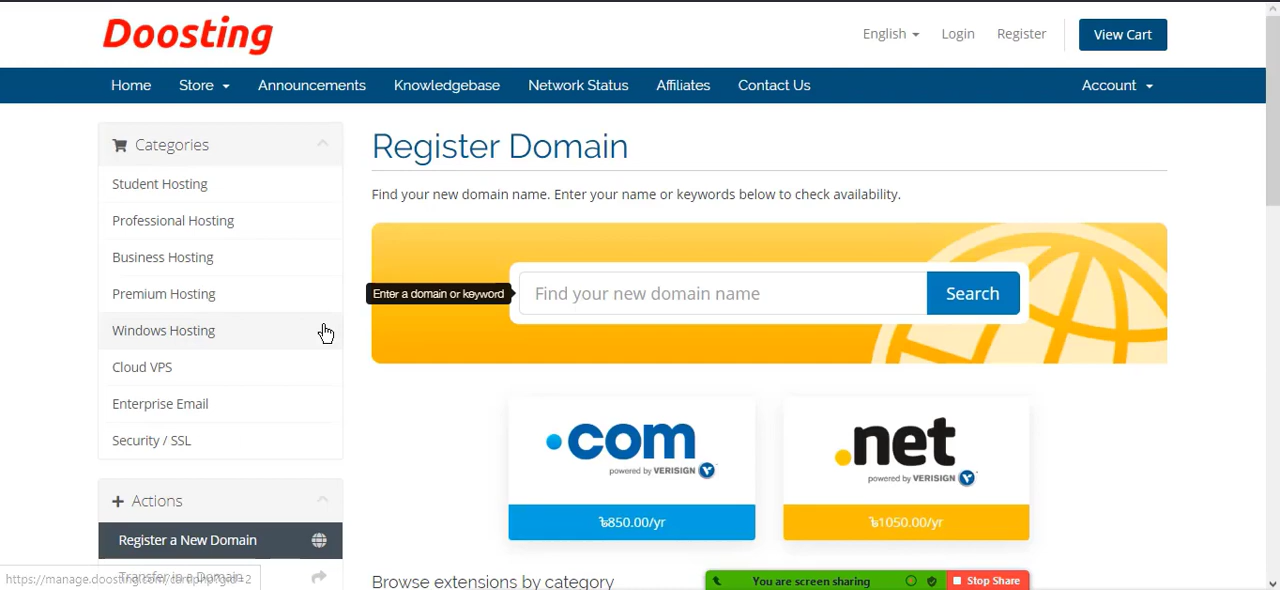 Doosting
English
Login
Register
View Cart
Home
Store
Announcements
Knowledgebase
Network Status
Affiliates
Contact Us
Account
Categories
Student Hosting
Professional Hosting
Business Hosting
Premium Hosting
Windows Hosting
Cloud VPS
Enterprise Email
Security / SSL
Actions
Register a New Domain
Transfer in a Domain
Register Domain
Find your new domain name. Enter your name or keywords below to check availability.
Enter a domain or keyword
Find your new domain name
Search
.com
powered by VERISIGN
৳850.00/yr
.net
powered by VERISIGN
৳1050.00/yr
Browse extensions by category
You are screen sharing
Stop Share